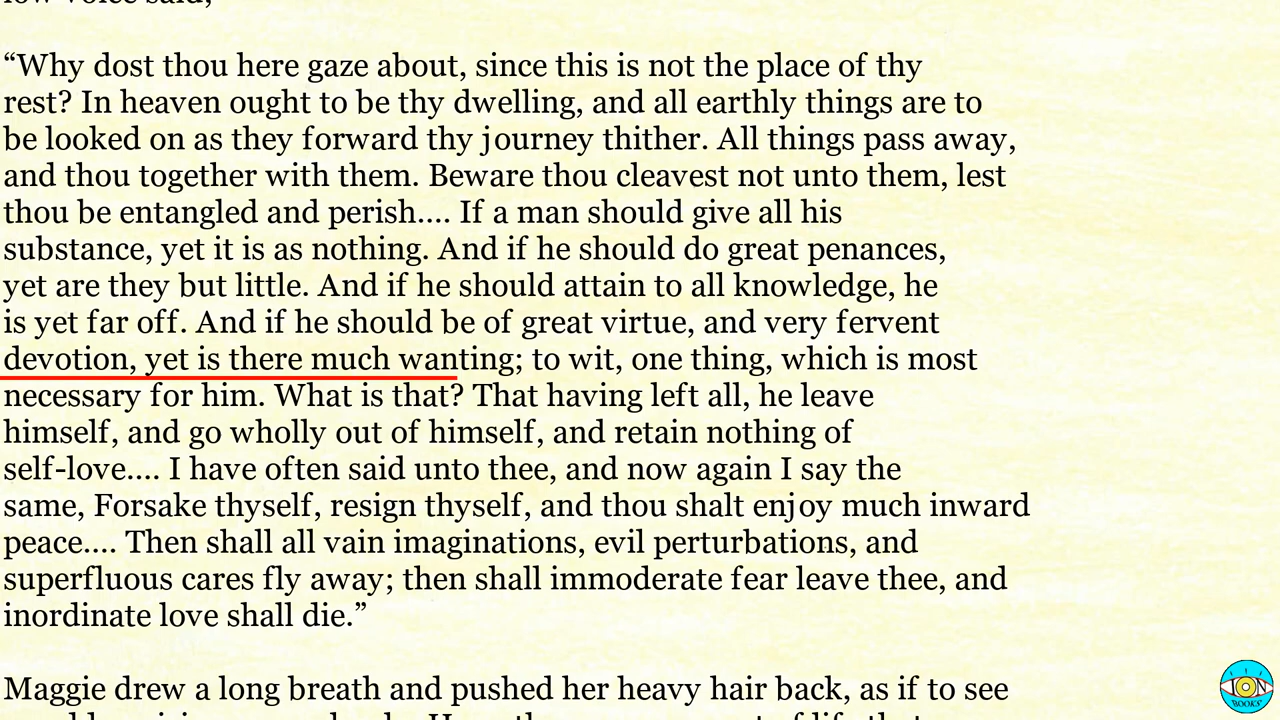 low voice said,
“Why dost thou here gaze about, since this is not the place of thy
rest? In heaven ought to be thy dwelling, and all earthly things are to
be looked on as they forward thy journey thither. All things pass away,
and thou together with them. Beware thou cleavest not unto them, lest
thou be entangled and perish.... If a man should give all his
substance, yet it is as nothing. And if he should do great penances,
yet are they but little. And if he should attain to all knowledge, he
is yet far off. And if he should be of great virtue, and very fervent
devotion, yet is there much wanting; to wit, one thing, which is most
necessary for him. What is that? That having left all, he leave
himself, and go wholly out of himself, and retain nothing of
self-love.... I have often said unto thee, and now again I say the
same, Forsake thyself, resign thyself, and thou shalt enjoy much inward
peace.... Then shall all vain imaginations, evil perturbations, and
superfluous cares fly away; then shall immoderate fear leave thee, and
inordinate love shall die.”
Maggie drew a long breath and pushed her heavy hair back, as if to see
ION
BOOKS